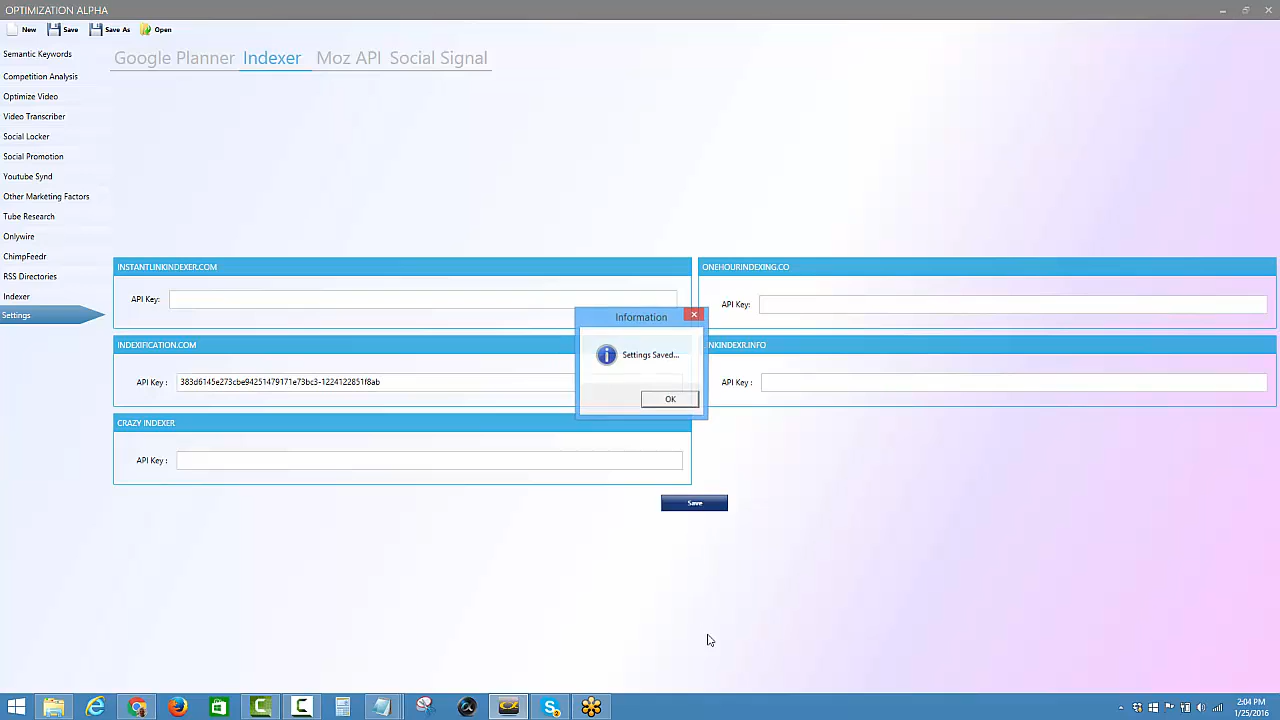 OPTIMIZATION ALPHA
New Save Save As Open
Semantic Keywords
Competition Analysis
Optimize Video
Video Transcriber
Social Locker
Social Promotion
Youtube Synd
Other Marketing Factors
Tube Research
Onlywire
ChimpFeedr
RSS Directories
Indexer
Settings
Google Planner Indexer Moz API Social Signal
INSTANTLINKINDEXER.COM
API Key:
ONEHOURINDEXING.CO
API Key:
INDEXIFICATION.COM
API Key : 383d6145e273cbe94251479171e73bc3-1224122851f8ab
NKINDEXR.INFO
API Key :
CRAZY INDEXER
API Key :
Save
Information
Settings Saved...
OK
2:04 PM
1/25/2016